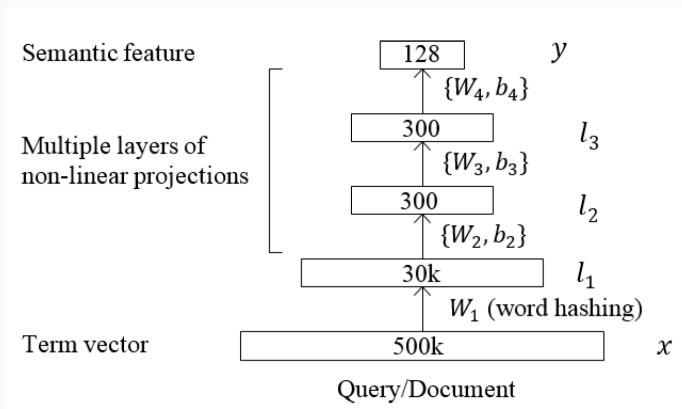 Semantic feature 128 y
{W₄, b₄}
300 l₃
Multiple layers of
non-linear projections
{W₃, b₃}
300 l₂
{W₂, b₂}
30k l₁
W₁ (word hashing)
Term vector 500k x
Query/Document